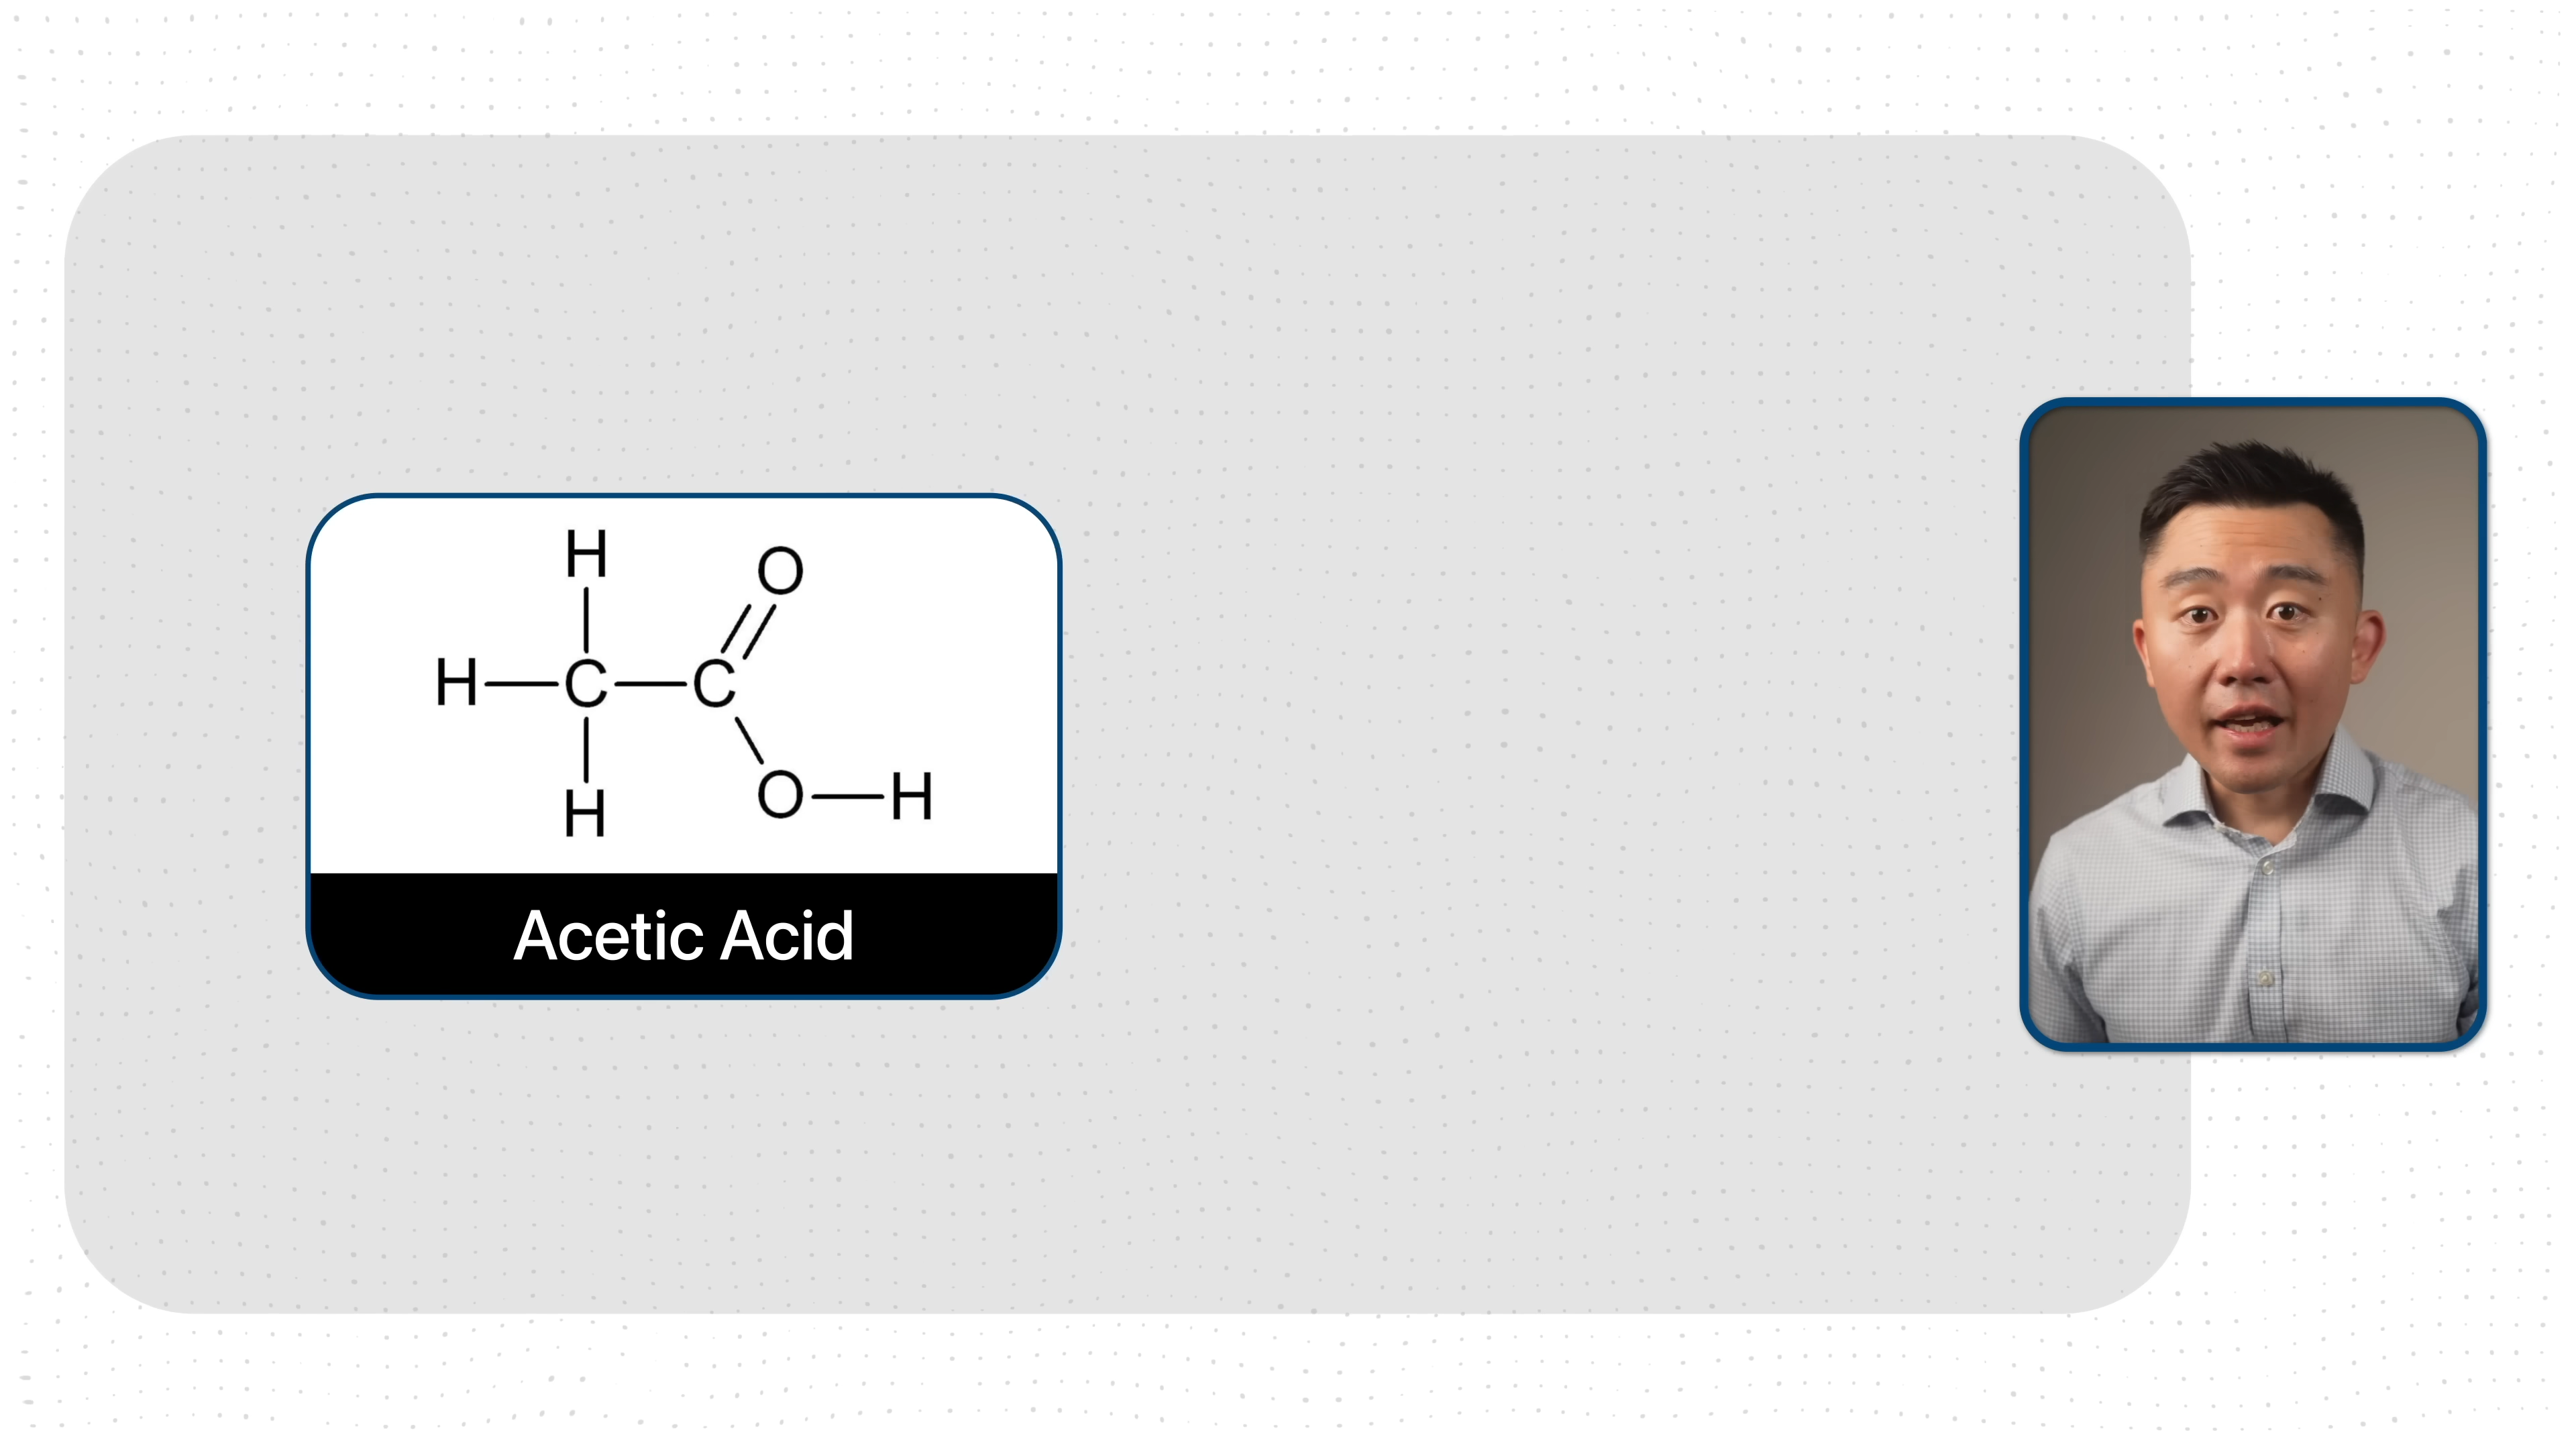 H
O
H C C
H
O H
Acetic Acid